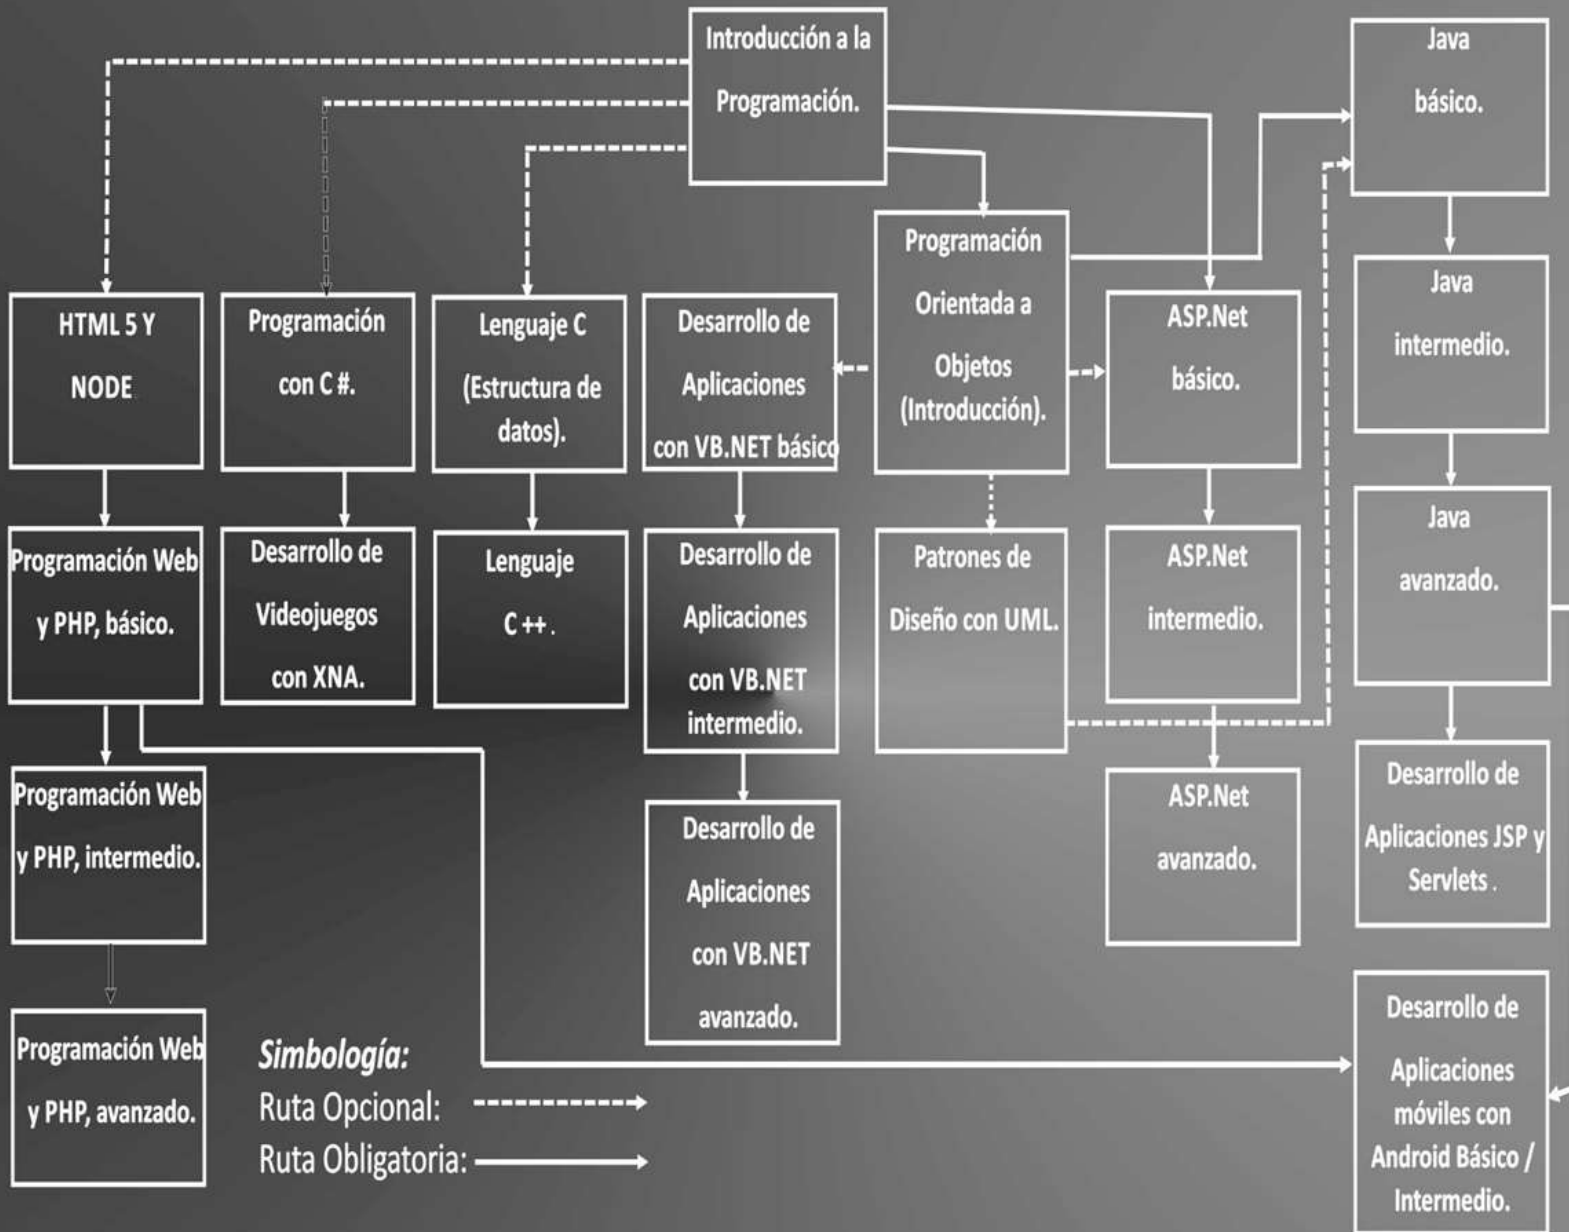 Introducción a la
Programación.
Java
básico.
Programación
Orientada a
Objetos
(Introducción).
Java
intermedio.
HTML 5 Y
NODE
Programación
con C #.
Lenguaje C
(Estructura de
datos).
Desarrollo de
Aplicaciones
con VB.NET básico
ASP.Net
básico.
Java
avanzado.
Programación Web
y PHP, básico.
Desarrollo de
Videojuegos
con XNA.
Lenguaje
C ++ .
Desarrollo de
Aplicaciones
con VB.NET
intermedio.
Patrones de
Diseño con UML.
ASP.Net
intermedio.
Programación Web
y PHP, intermedio.
Desarrollo de
Aplicaciones
con VB.NET
avanzado.
ASP.Net
avanzado.
Desarrollo de
Aplicaciones JSP y
Servlets .
Programación Web
y PHP, avanzado.
Desarrollo de
Aplicaciones
móviles con
Android Básico /
Intermedio.
Simbología:
Ruta Opcional:
Ruta Obligatoria: